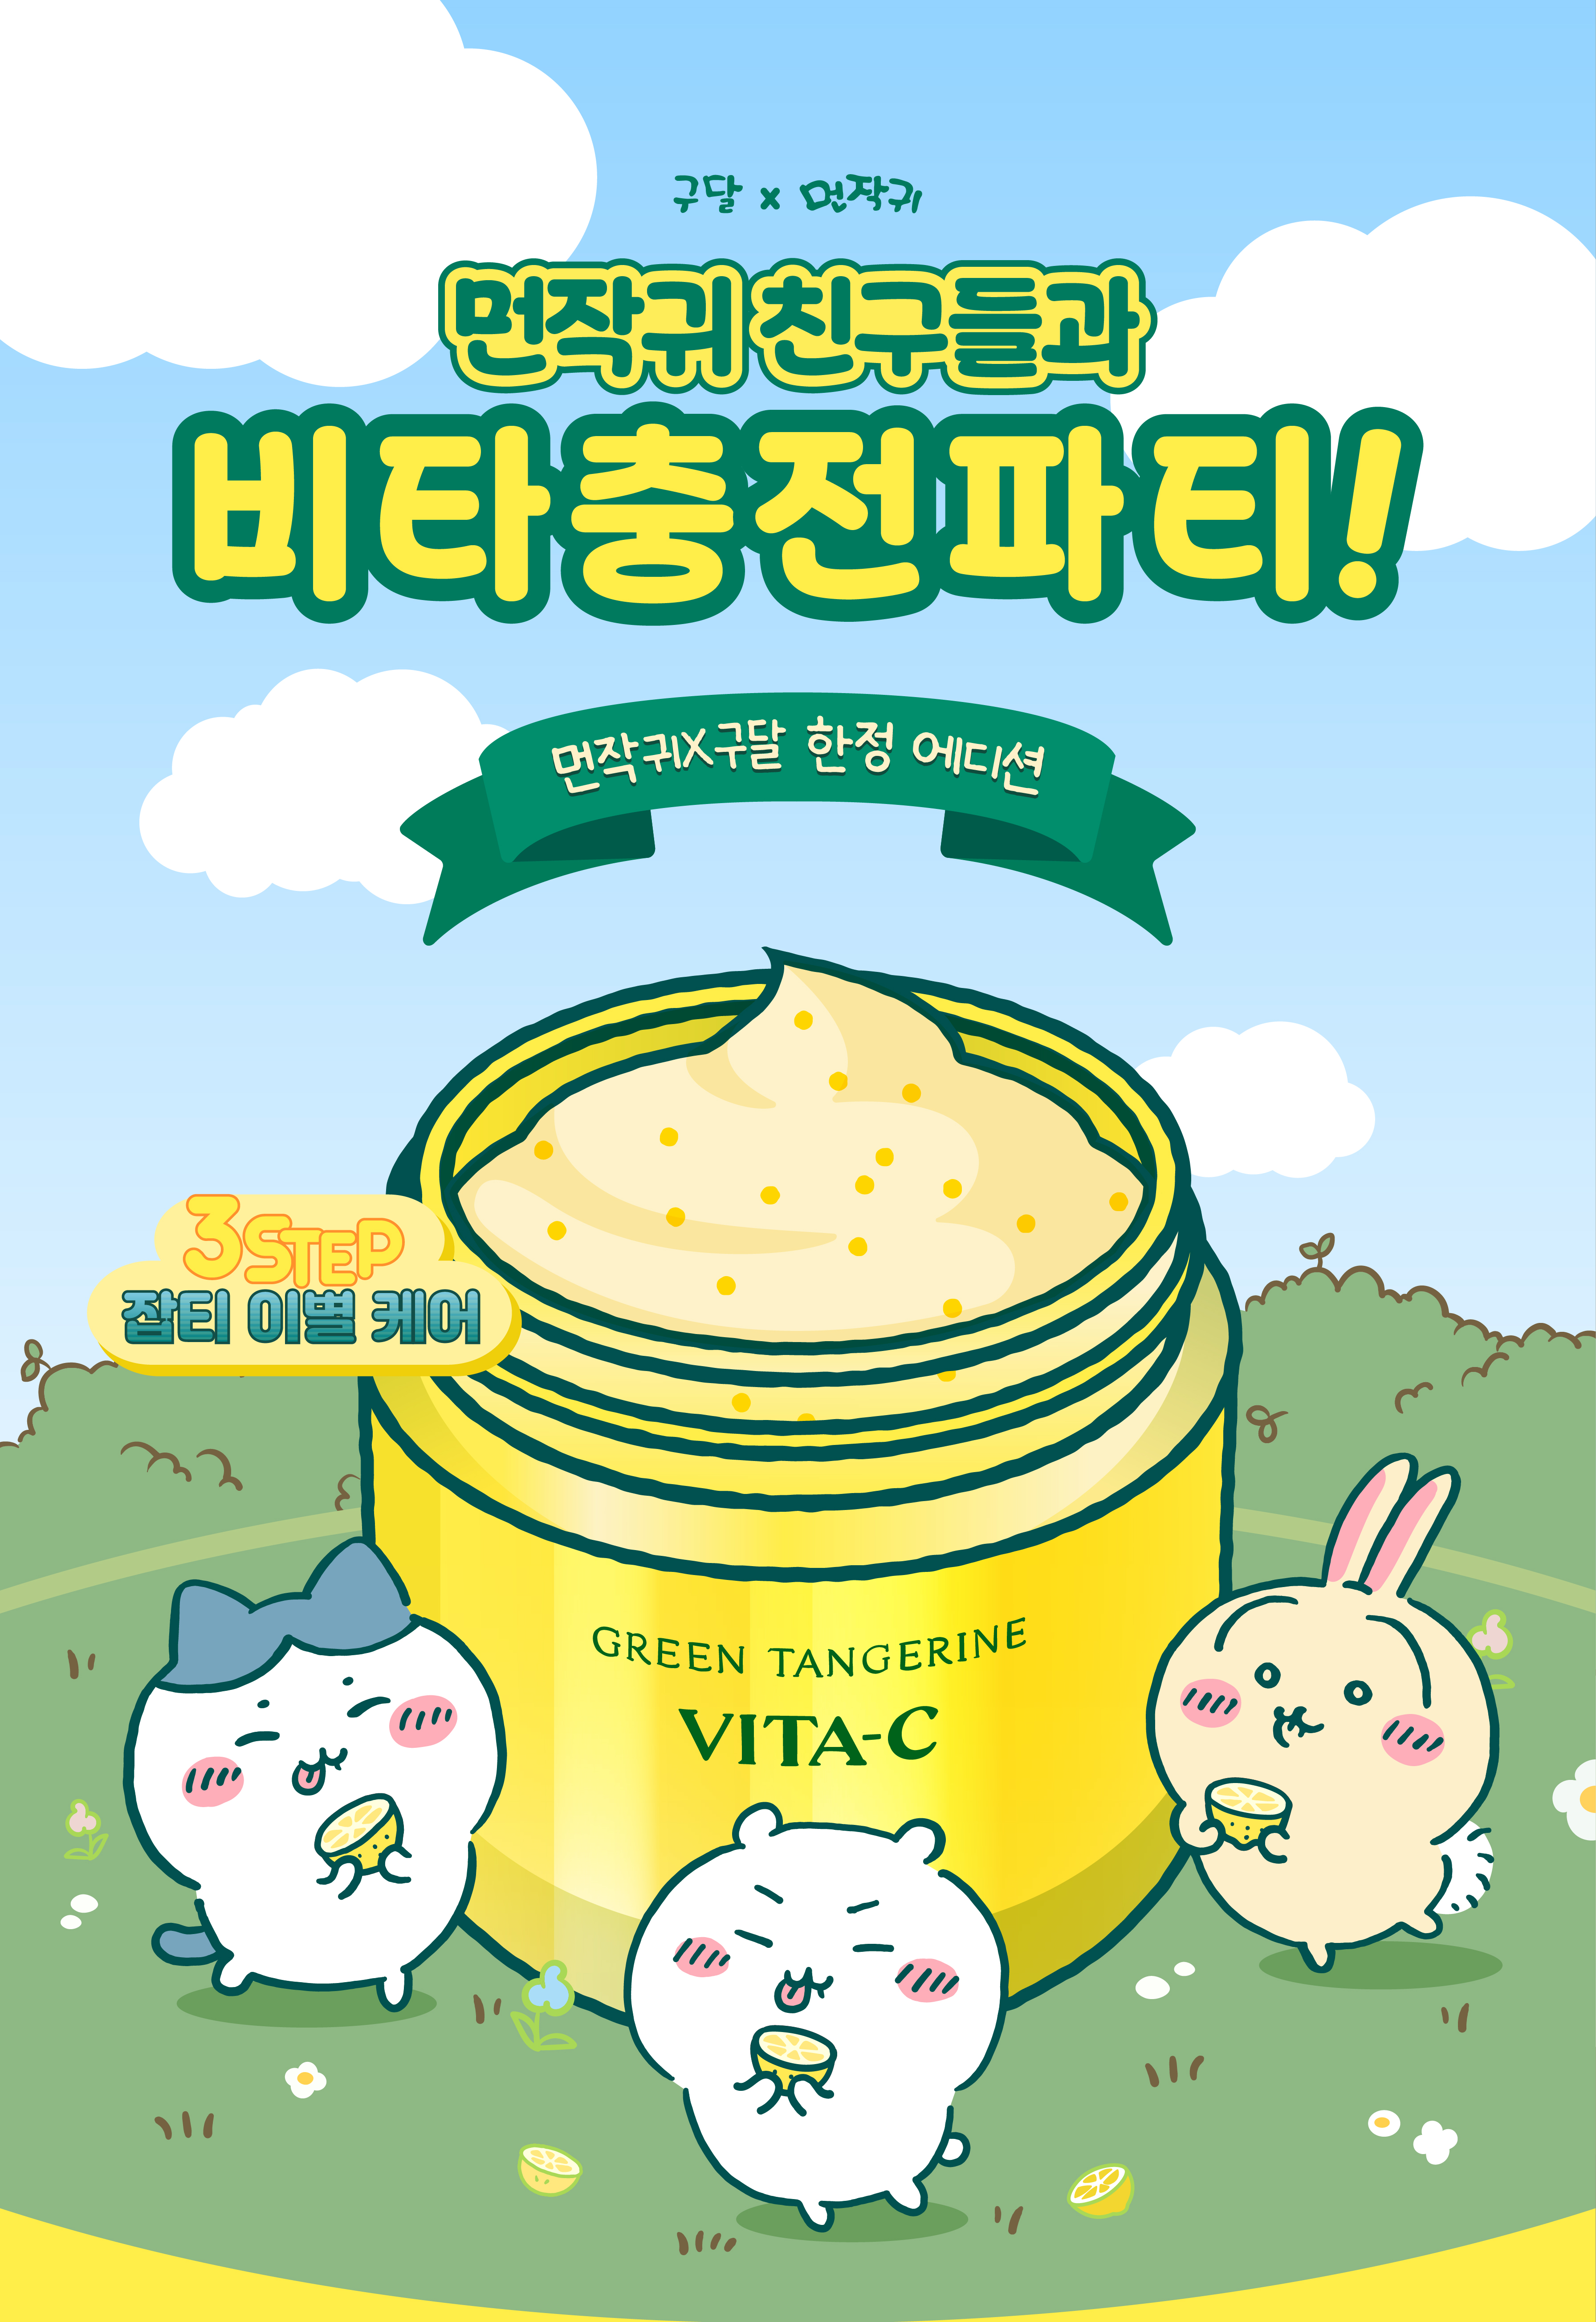 구달 x 먼작귀
먼작귀 친구들과
비타충전파티!
먼작귀X구달 한정 에디션
3STEP
잡티 이별 케어
GREEN TANGERINE
VITA-C